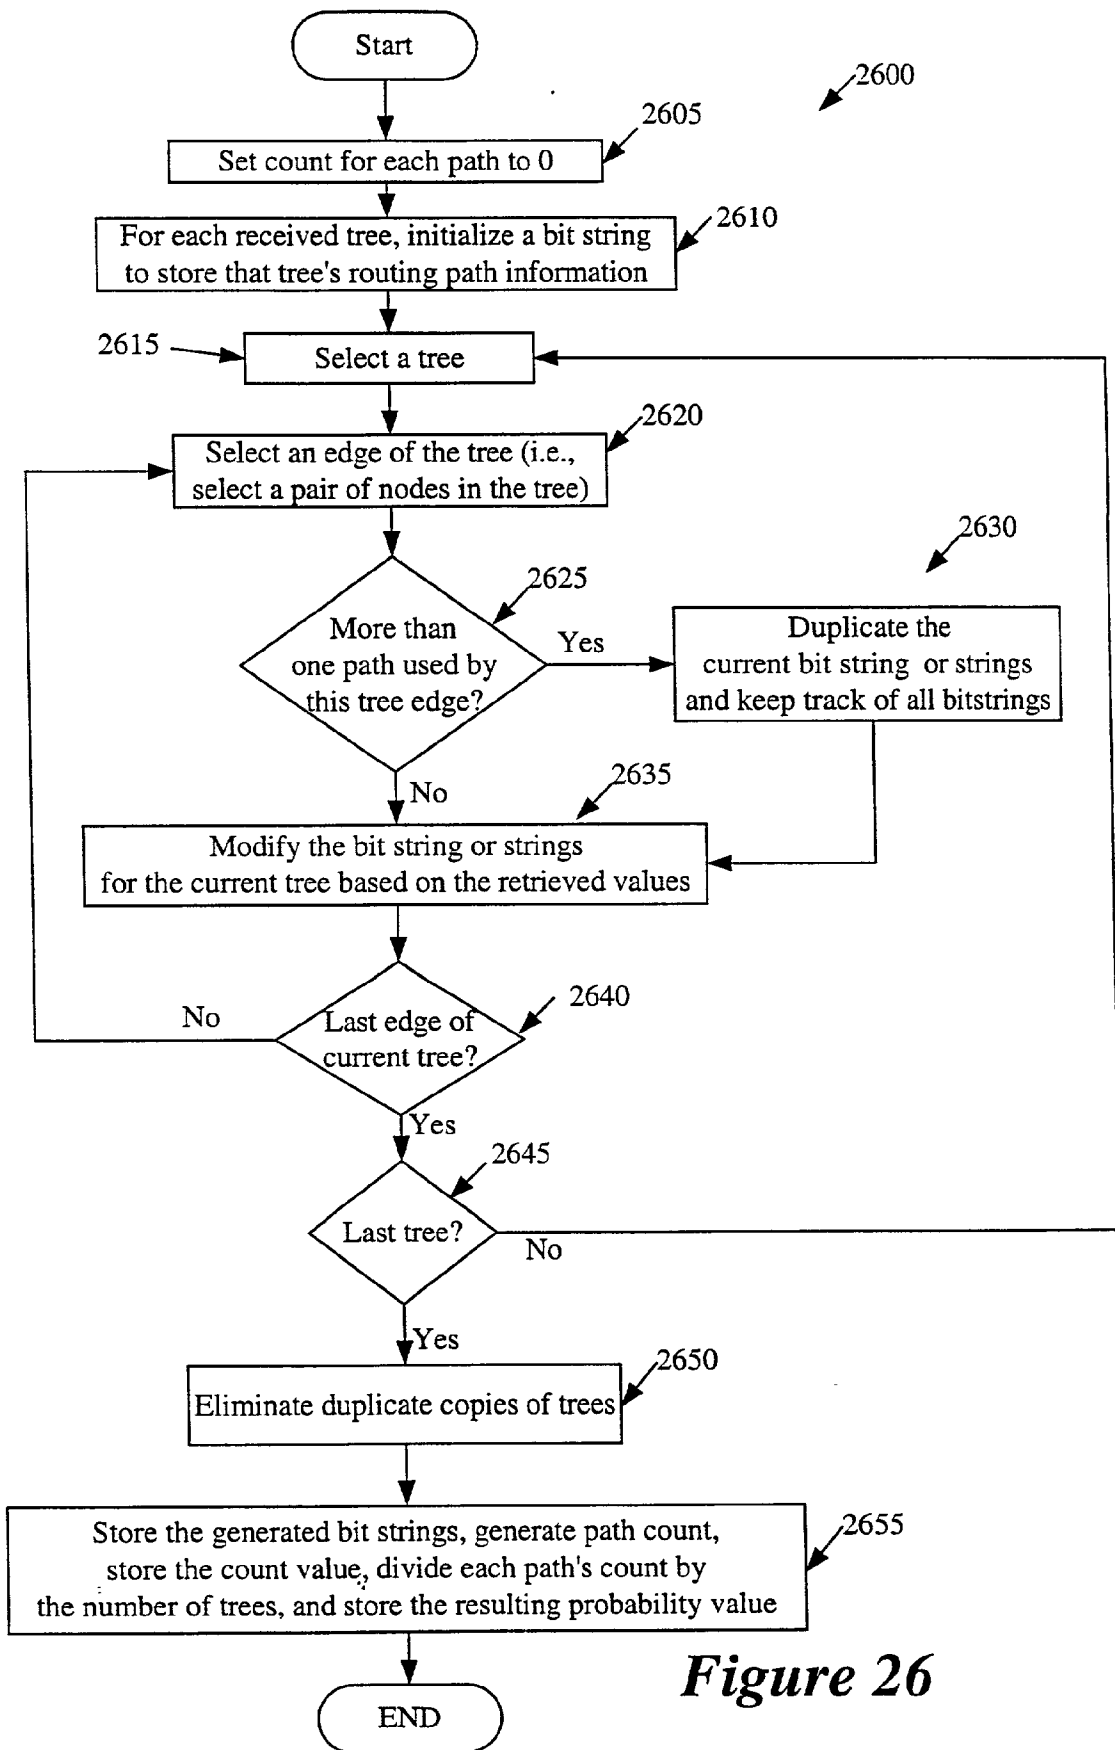 Start
2600
2605
Set count for each path to 0
2610
For each received tree, initialize a bit string
to store that tree's routing path information
2615
Select a tree
2620
Select an edge of the tree (i.e.,
select a pair of nodes in the tree)
2630
2625
More than
one path used by
this tree edge?
Yes
Duplicate the
current bit string or strings
and keep track of all bitstrings
No
2635
Modify the bit string or strings
for the current tree based on the retrieved values
No
2640
Last edge of
current tree?
Yes
2645
Last tree?
No
Yes
2650
Eliminate duplicate copies of trees
2655
Store the generated bit strings, generate path count,
store the count value, divide each path's count by
the number of trees, and store the resulting probability value
Figure 26
END